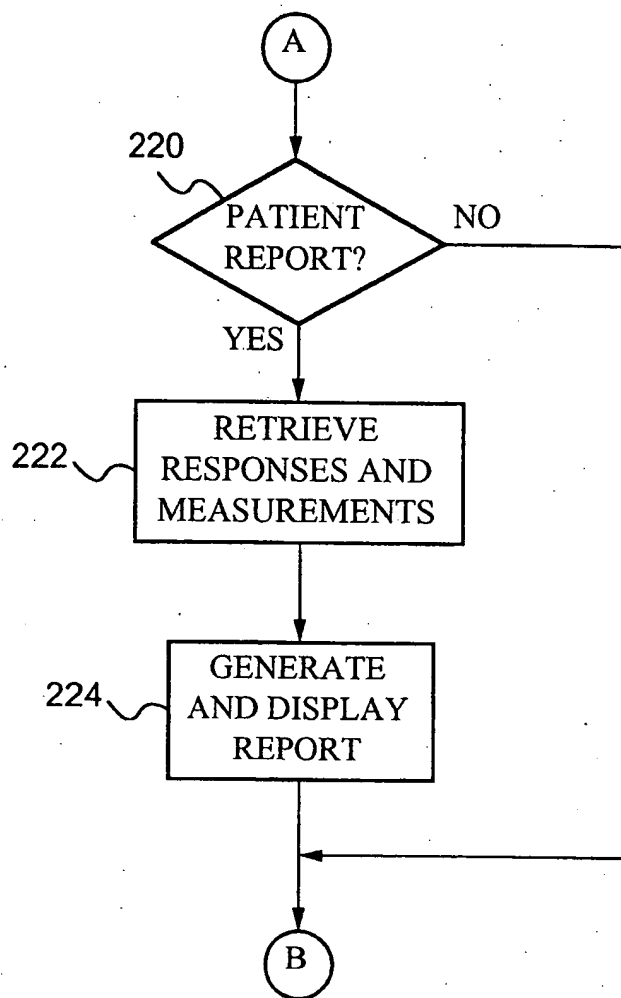 A
220
PATIENT
REPORT?
NO
YES
222
RETRIEVE
RESPONSES AND
MEASUREMENTS
224
GENERATE
AND DISPLAY
REPORT
B